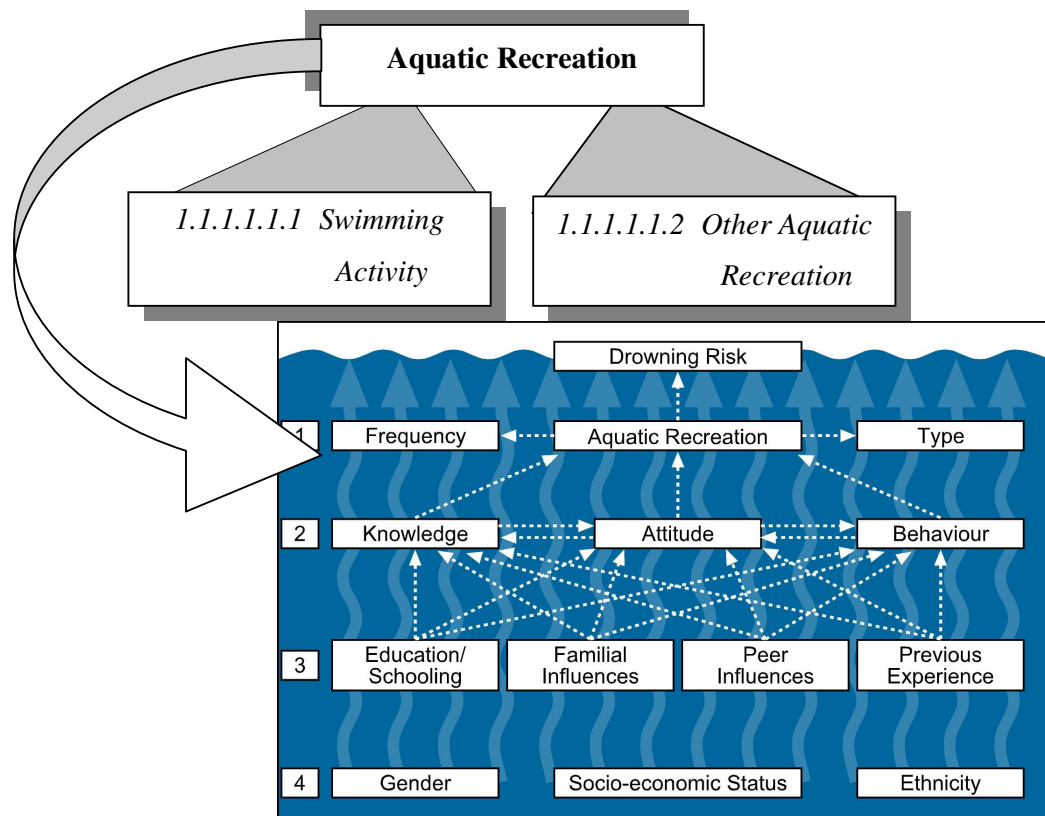 Aquatic Recreation
1.1.1.1.1.1 Swimming
Activity
1.1.1.1.1.2 Other Aquatic
Recreation
Drowning Risk
1
Frequency
Aquatic Recreation
Type
2
Knowledge
Attitude
Behaviour
3
Education/
Schooling
Familial
Influences
Peer
Influences
Previous
Experience
4
Gender
Socio-economic Status
Ethnicity